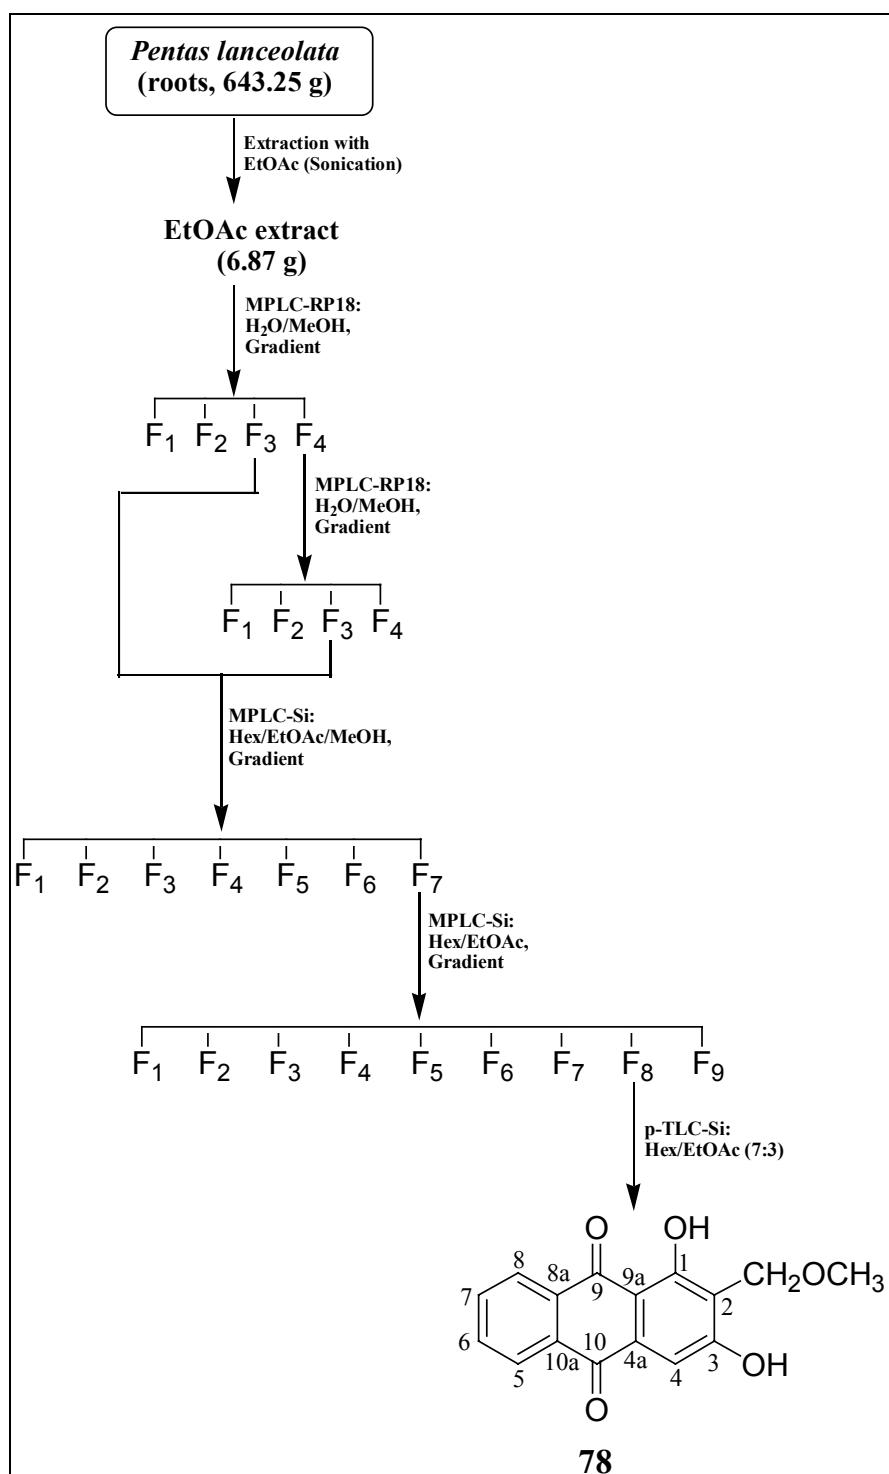 Pentas lanceolata
(roots, 643.25 g)
Extraction with
EtOAc (Sonication)
EtOAc extract
(6.87 g)
MPLC-RP18:
H₂O/MeOH,
Gradient
F₁ F₂ F₃ F₄
MPLC-RP18:
H₂O/MeOH,
Gradient
F₁ F₂ F₃ F₄
MPLC-Si:
Hex/EtOAc/MeOH,
Gradient
F₁ F₂ F₃ F₄ F₅ F₆ F₇
MPLC-Si:
Hex/EtOAc,
Gradient
F₁ F₂ F₃ F₄ F₅ F₆ F₇ F₈ F₉
p-TLC-Si:
Hex/EtOAc (7:3)
O OH
8 8a 9 9a 1 CH₂OCH₃
7 2
6 10 10a 4a 3 OH
5 4
O
78